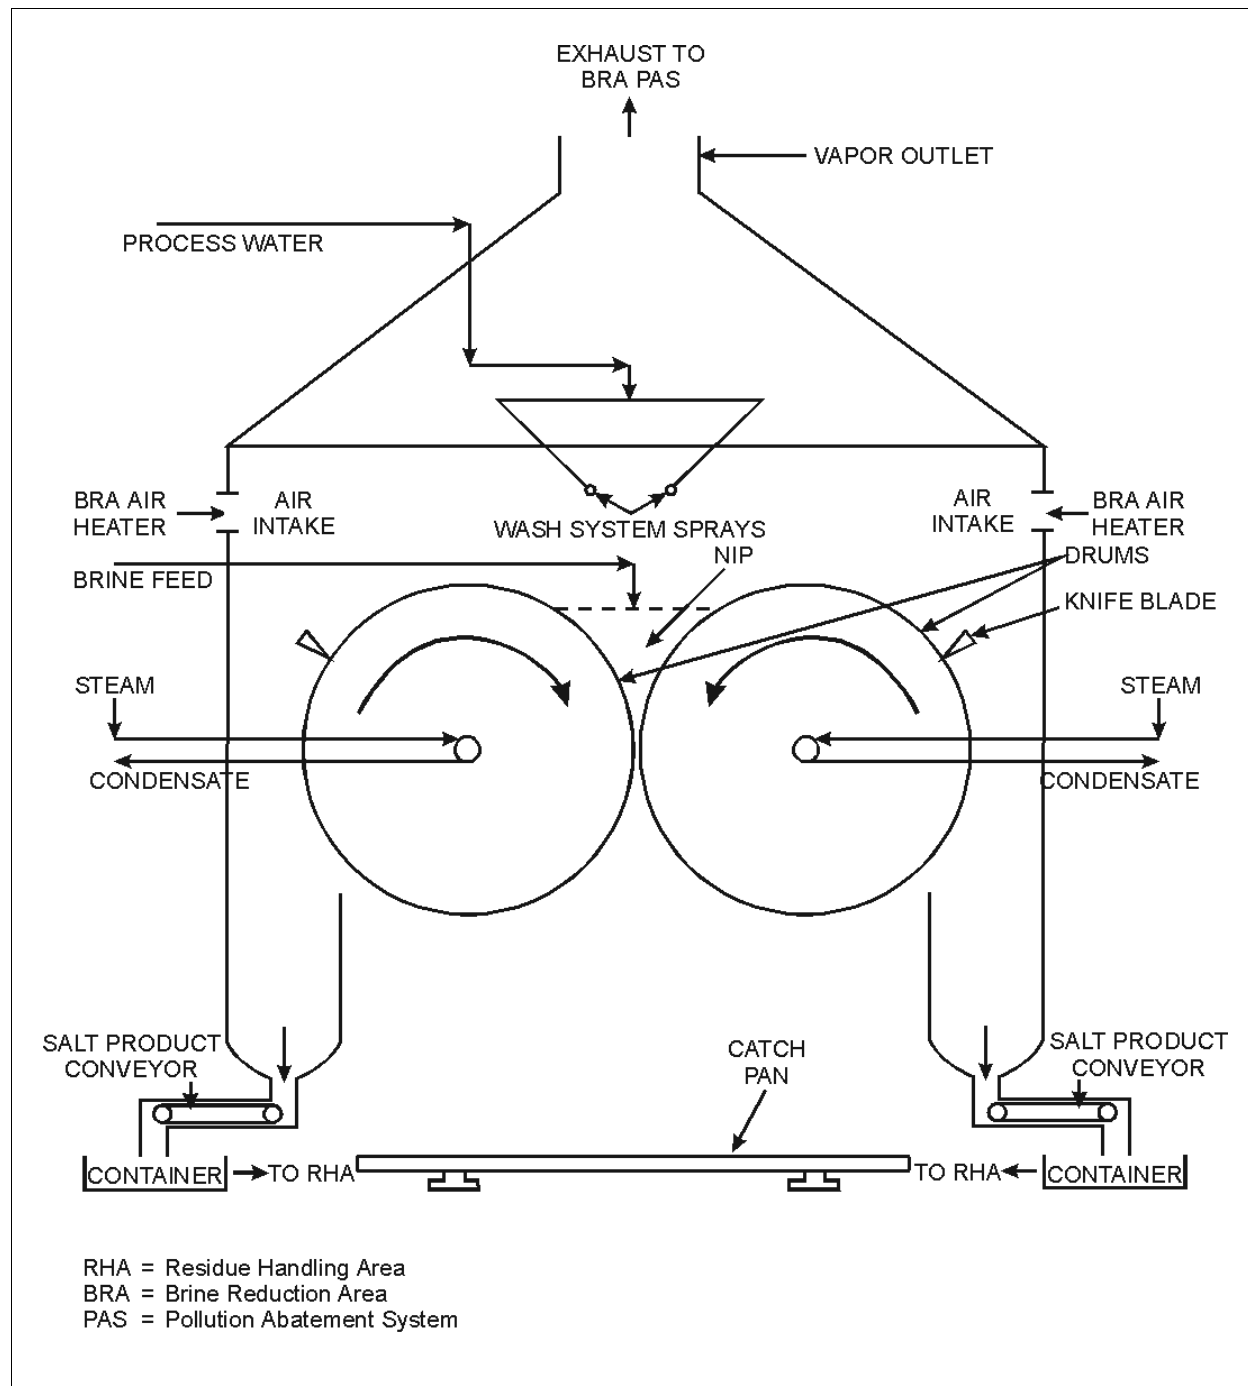 EXHAUST TO
BRA PAS
VAPOR OUTLET
PROCESS WATER
BRA AIR
HEATER
AIR
INTAKE
WASH SYSTEM SPRAYS
AIR
INTAKE
BRA AIR
HEATER
NIP
DRUMS
BRINE FEED
KNIFE BLADE
STEAM
STEAM
CONDENSATE
CONDENSATE
SALT PRODUCT
CONVEYOR
CATCH
PAN
SALT PRODUCT
CONVEYOR
CONTAINER
TO RHA
TO RHA
CONTAINER
RHA = Residue Handling Area
BRA = Brine Reduction Area
PAS = Pollution Abatement System